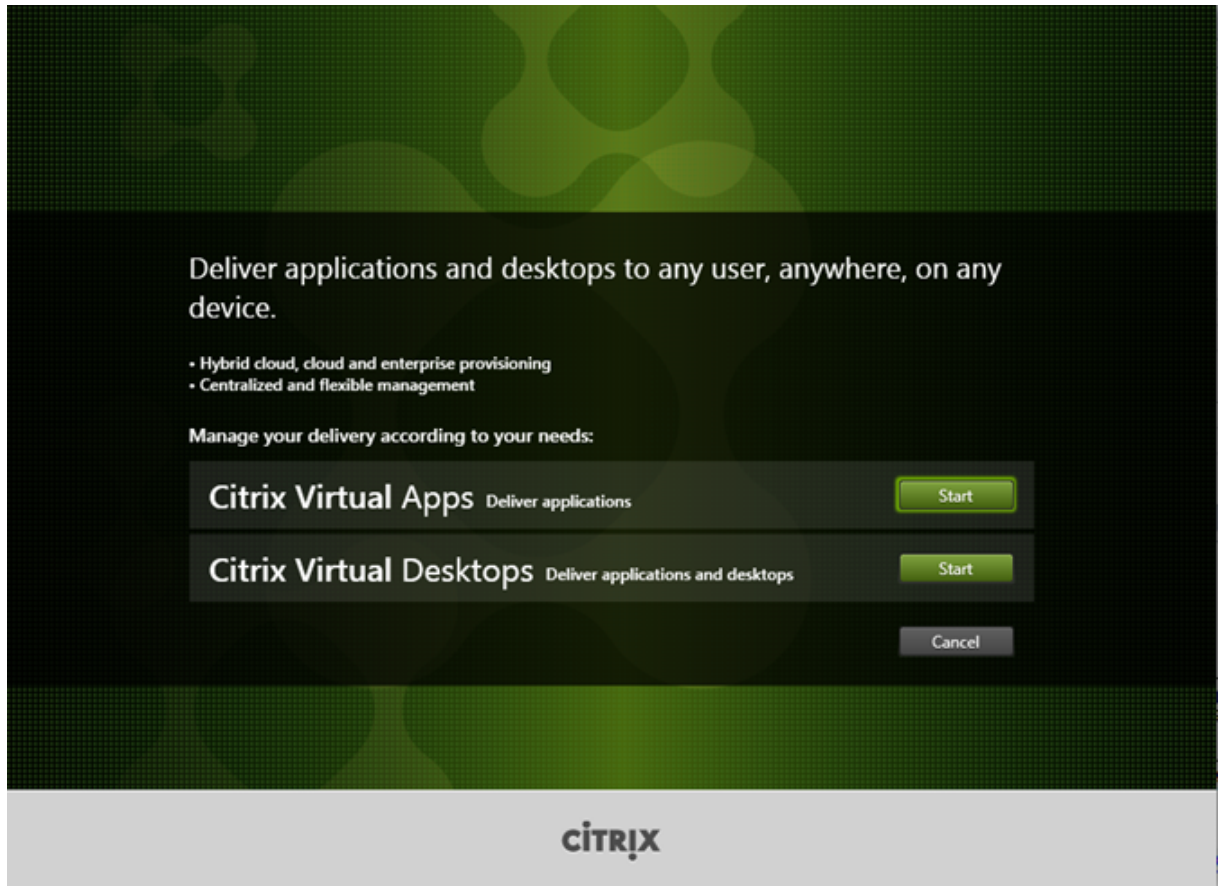 Deliver applications and desktops to any user, anywhere, on any
device.
• Hybrid cloud, cloud and enterprise provisioning
• Centralized and flexible management
Manage your delivery according to your needs:
Citrix Virtual Apps Deliver applications
Start
Citrix Virtual Desktops Deliver applications and desktops
Start
Cancel
CİTRIX